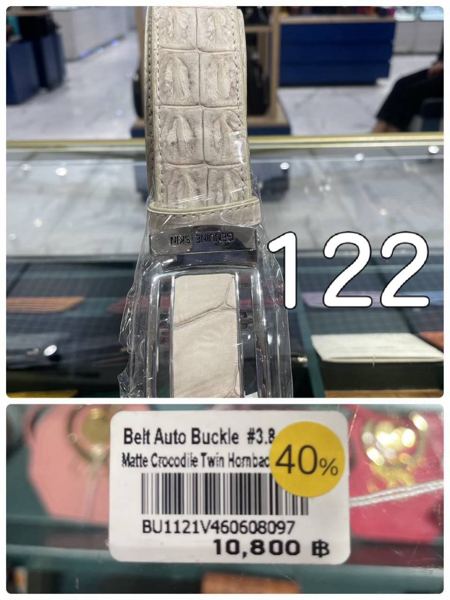 GENUINE SKIN
122
Belt Auto Buckle #3.8
Matte Crocodile Twin Hornbac
40%
BU1121V460608097
10,800 ฿